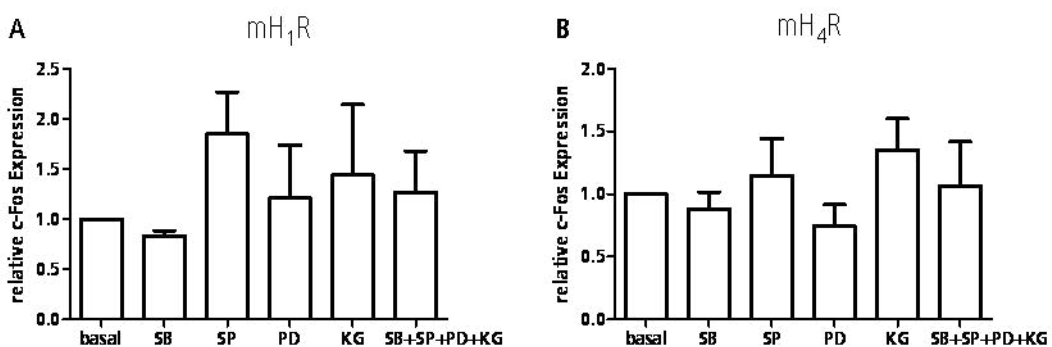 A
mH1R
relative c-Fos Expression
2.5
2.0
1.5
1.0
0.5
0.0
basal SB SP PD KG SB+SP+PD+KG
B
mH4R
relative c-Fos Expression
2.0
1.5
1.0
0.5
0.0
basal SB SP PD KG SB+SP+PD+KG